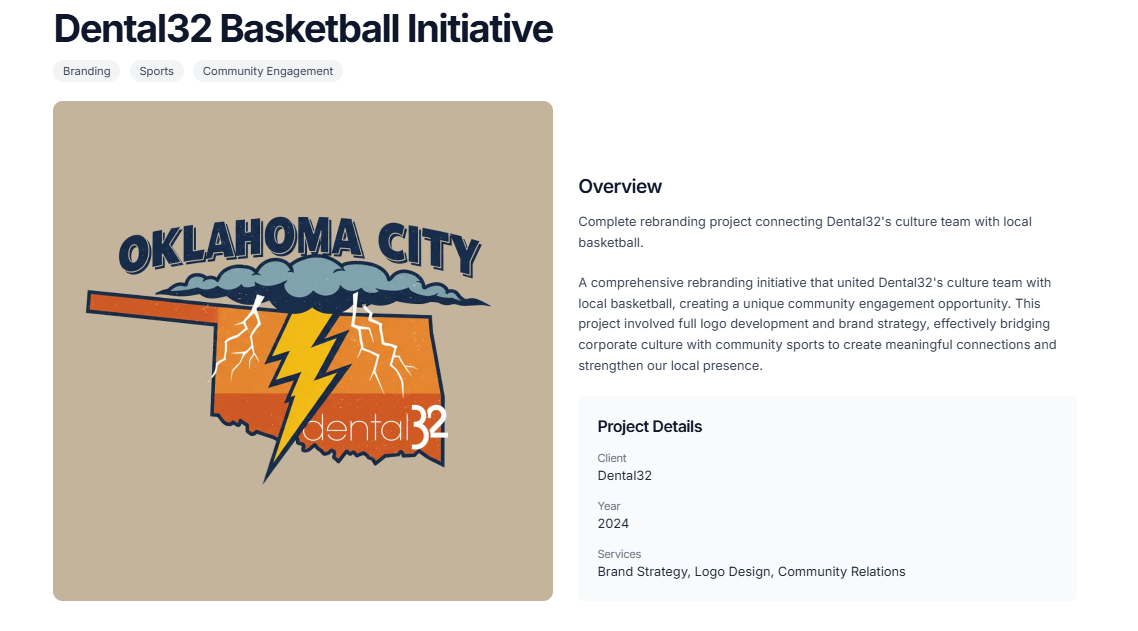 Dental32 Basketball Initiative
Branding
Sports
Community Engagement
OKLAHOMA CITY
dental32
Overview
Complete rebranding project connecting Dental32's culture team with local
basketball.
A comprehensive rebranding initiative that united Dental32's culture team with
local basketball, creating a unique community engagement opportunity. This
project involved full logo development and brand strategy, effectively bridging
corporate culture with community sports to create meaningful connections and
strengthen our local presence.
Project Details
Client
Dental32
Year
2024
Services
Brand Strategy, Logo Design, Community Relations